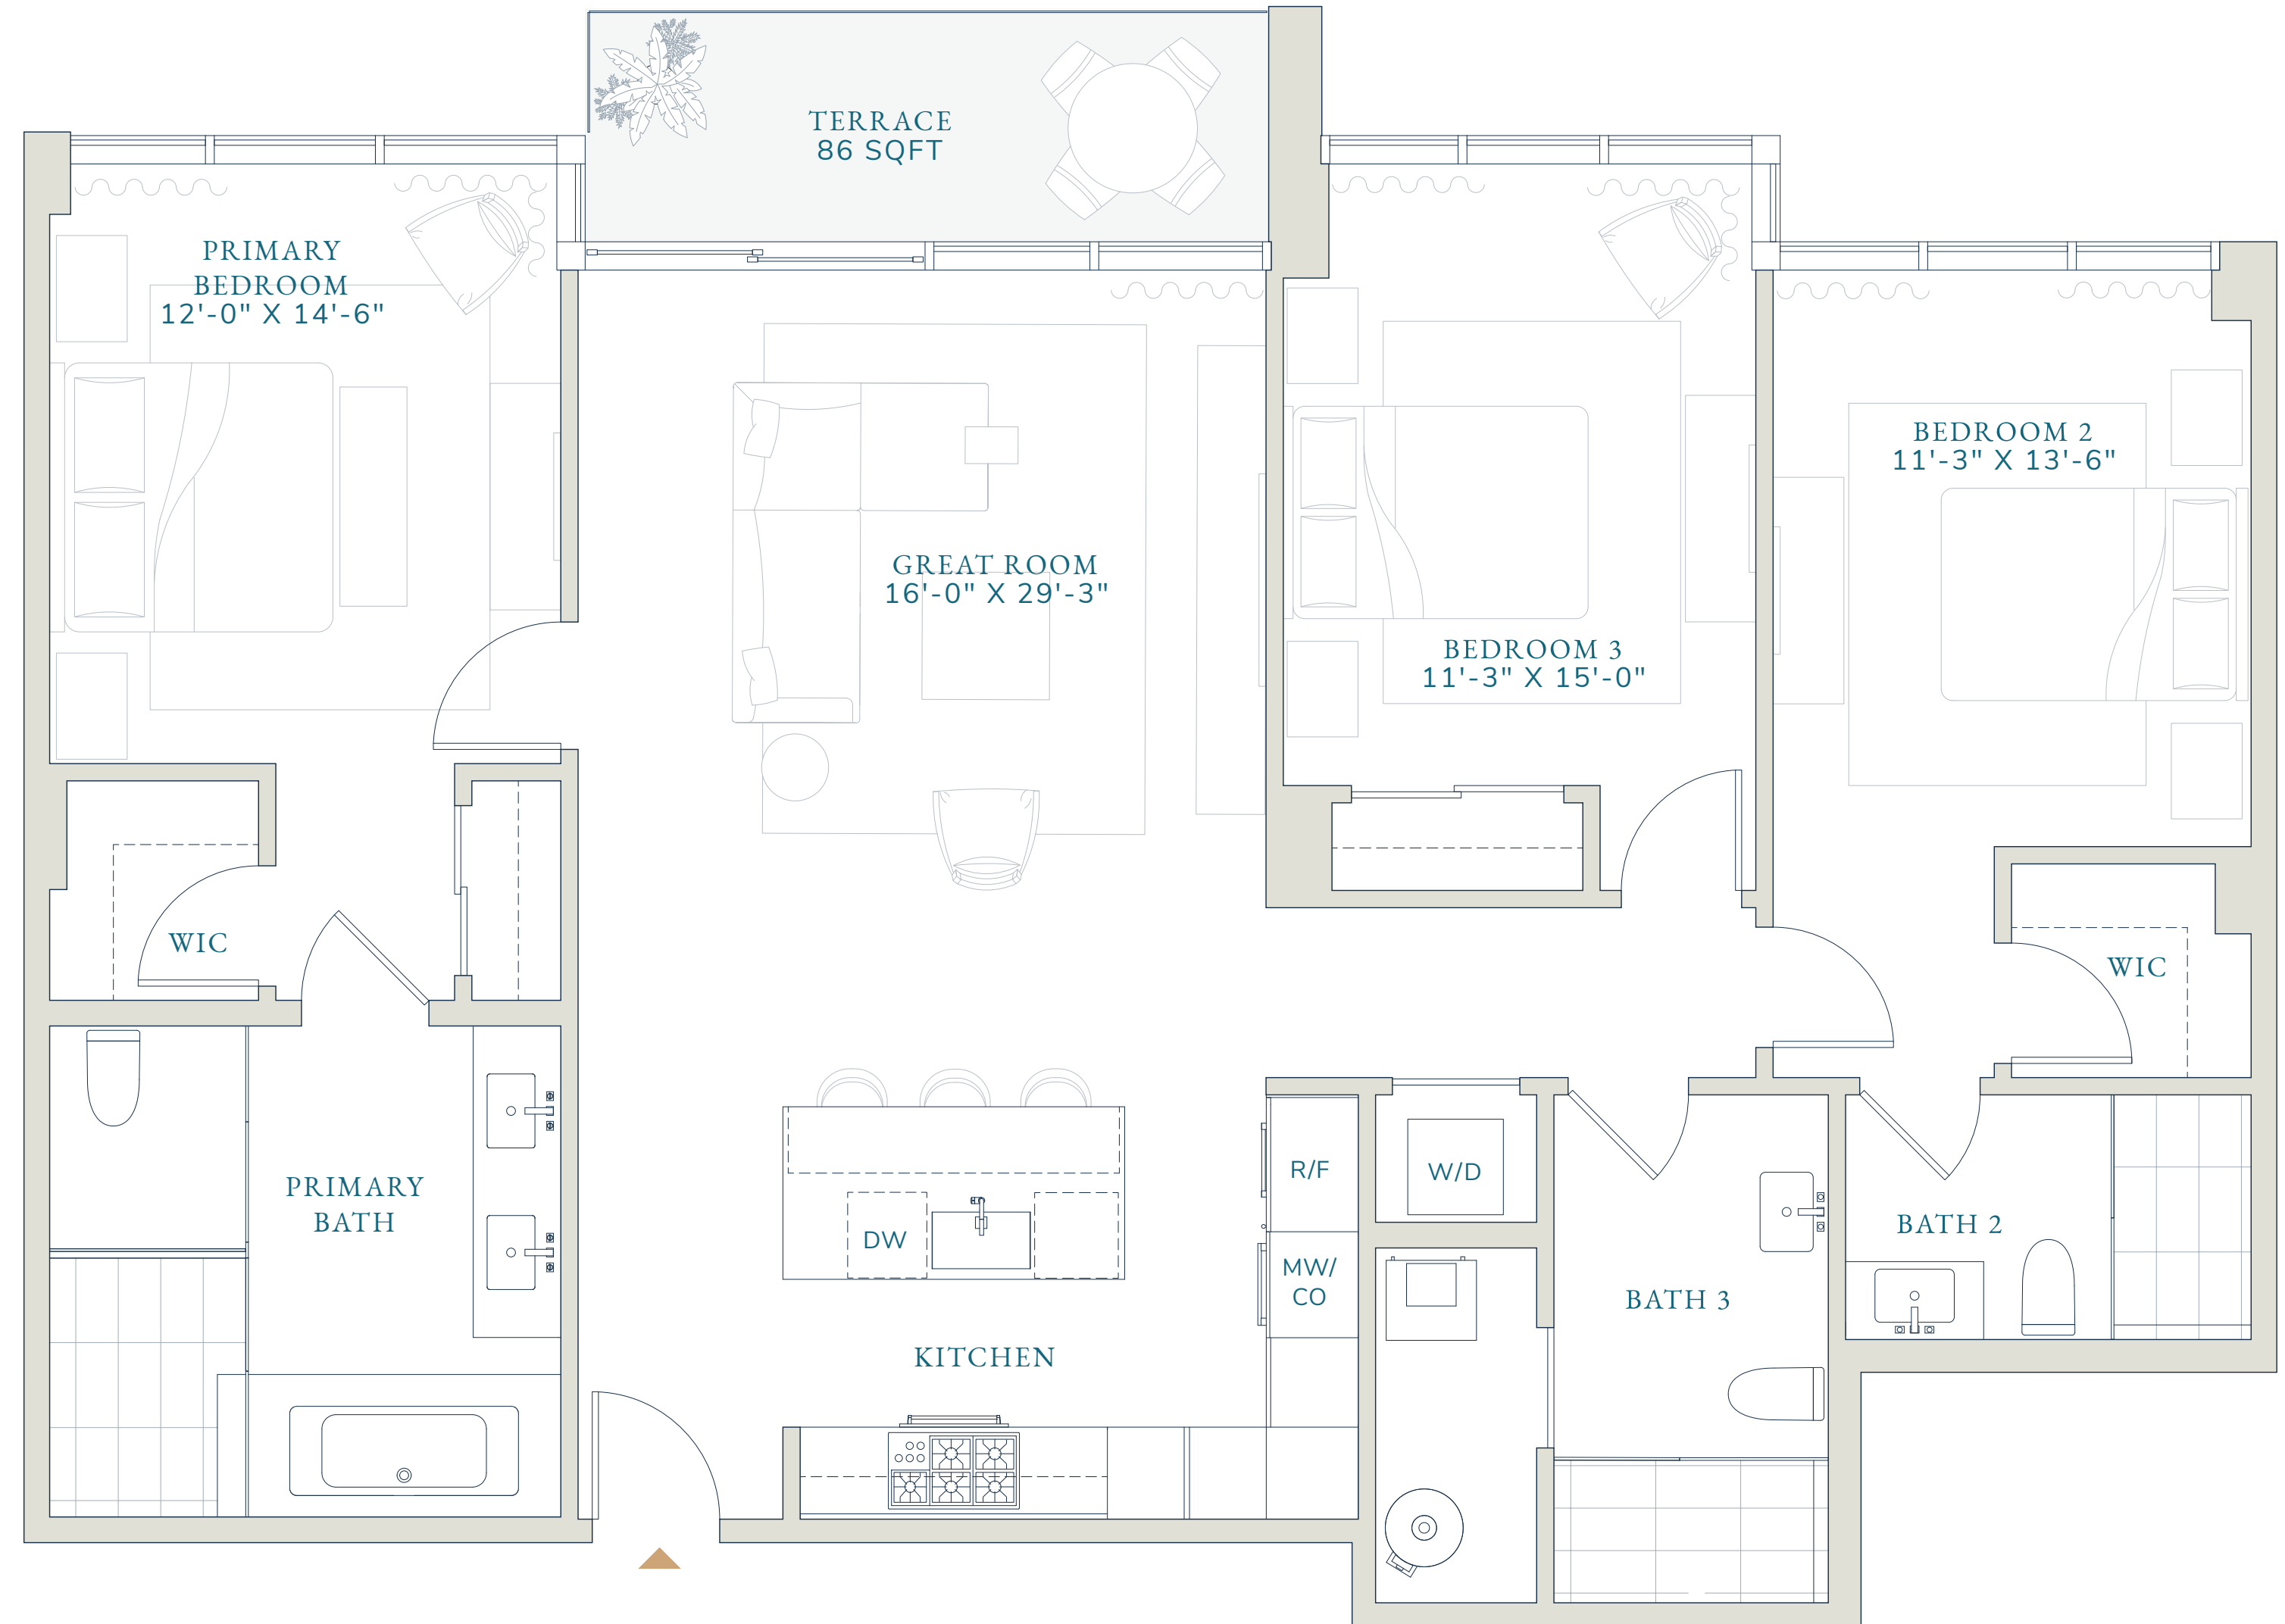 TERRACE
86 SQFT
PRIMARY
BEDROOM
12'-0" X 14'-6"
BEDROOM 2
11'-3" X 13'-6"
GREAT ROOM
16'-0" X 29'-3"
BEDROOM 3
11'-3" X 15'-0"
WIC
WIC
PRIMARY
BATH
R/F
W/D
DW
MW/
CO
BATH 2
BATH 3
KITCHEN